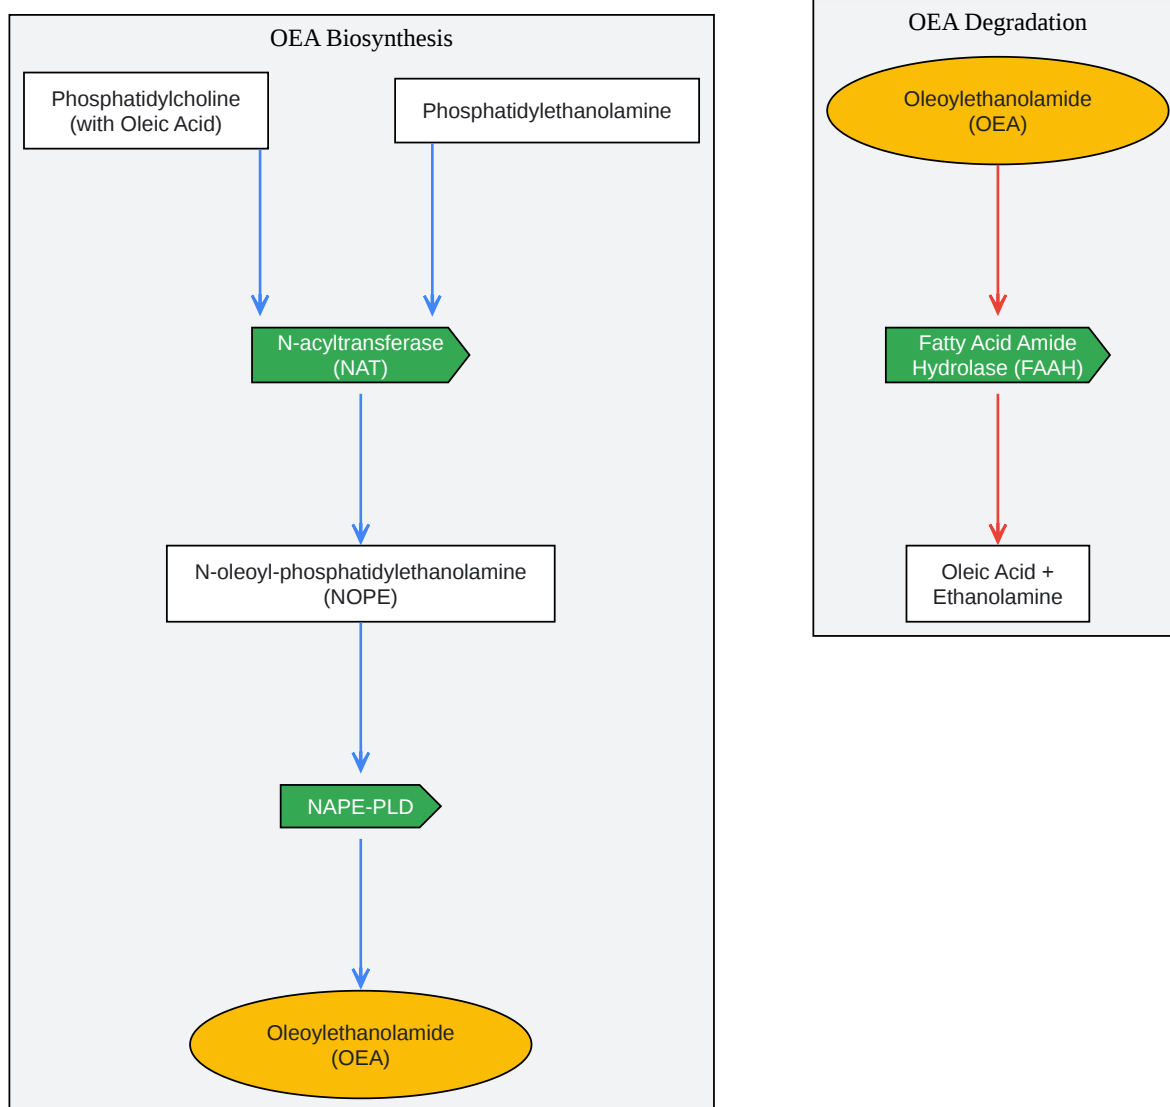 OEA Biosynthesis
Phosphatidylcholine
(with Oleic Acid)
Phosphatidylethanolamine
N-acyltransferase
(NAT)
N-oleoyl-phosphatidylethanolamine
(NOPE)
NAPE-PLD
Oleoylethanolamide
(OEA)
OEA Degradation
Oleoylethanolamide
(OEA)
Fatty Acid Amide
Hydrolase (FAAH)
Oleic Acid +
Ethanolamine